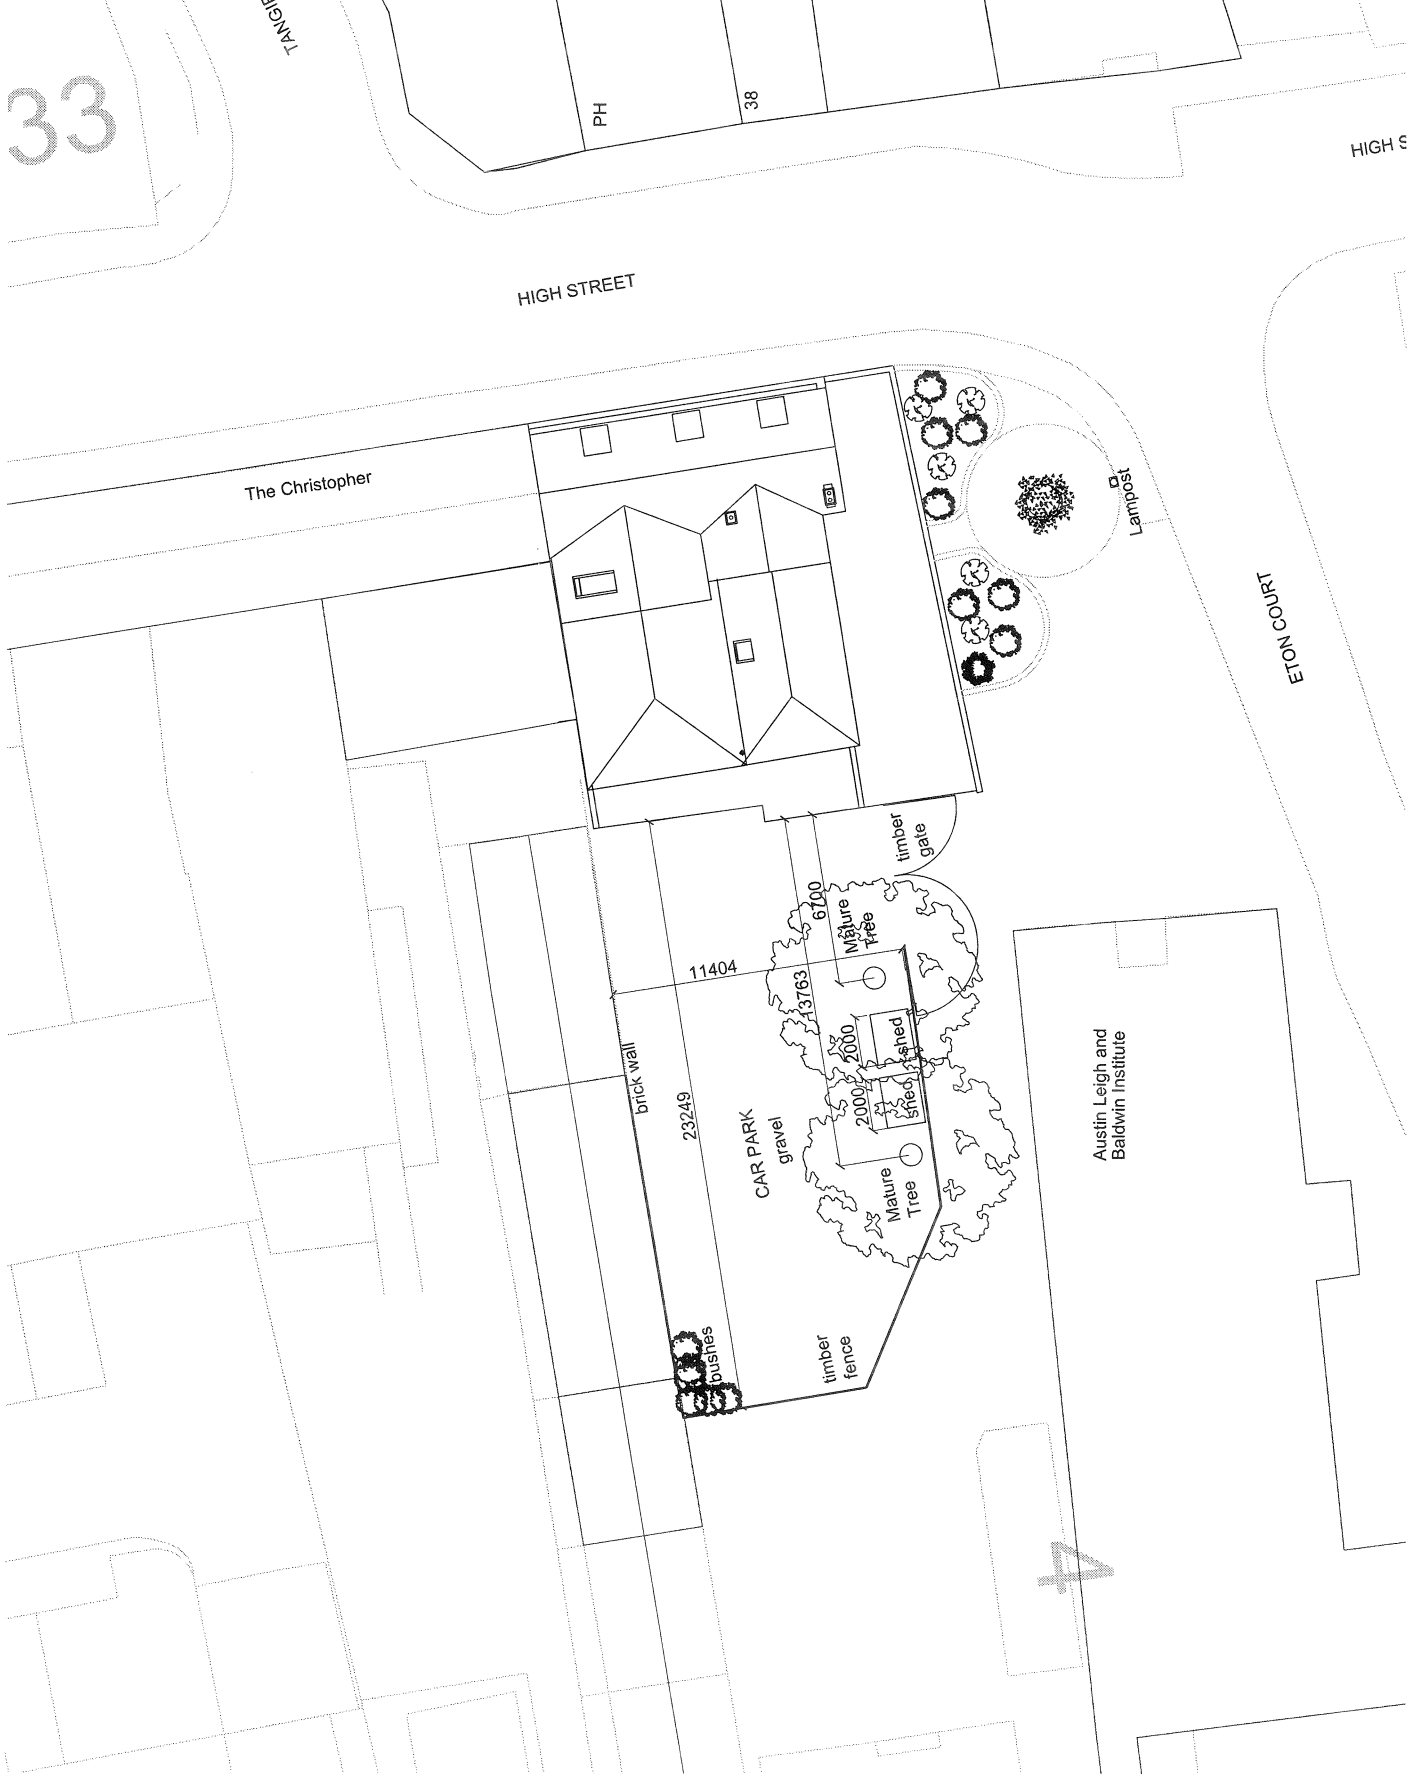 TANGI
33
PH
38
HIGH S
HIGH STREET
The Christopher
Lampost
ETON COURT
timber
gate
6700
Mature
Tree
11404
13763
2000
shed
2000
shed
brick wall
23249
CAR PARK
gravel
Mature
Tree
Austin Leigh and
Baldwin Institute
bushes
timber
fence
4